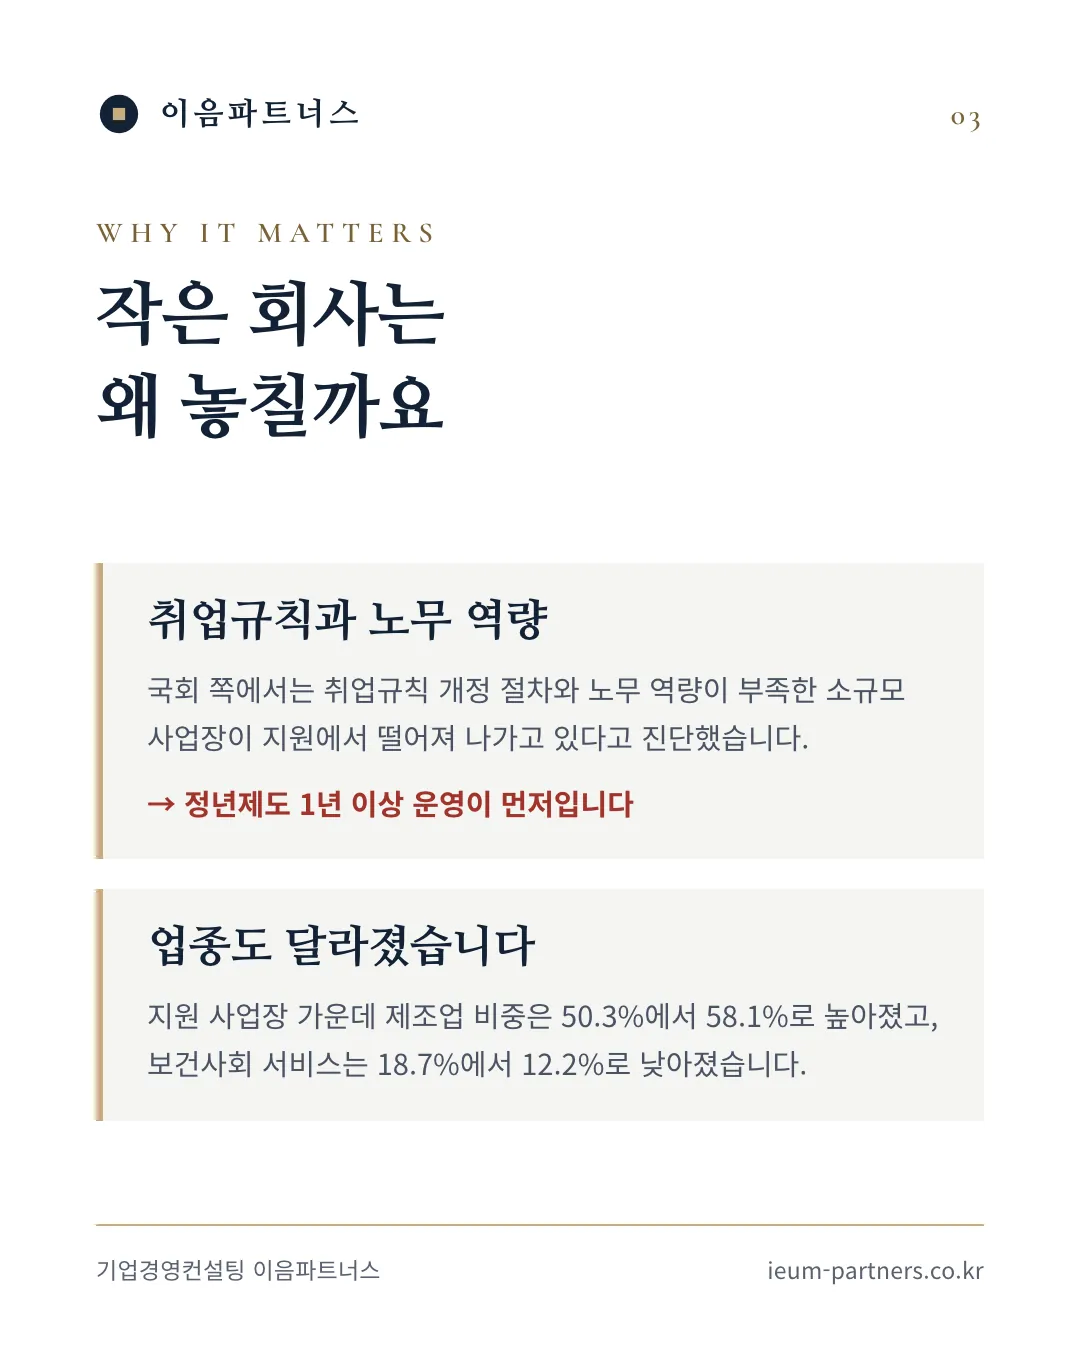 이음파트너스
03
WHY IT MATTERS
작은 회사는
왜 놓칠까요
취업규칙과 노무 역량
국회 쪽에서는 취업규칙 개정 절차와 노무 역량이 부족한 소규모
사업장이 지원에서 떨어져 나가고 있다고 진단했습니다.
→ 정년제도 1년 이상 운영이 먼저입니다
업종도 달라졌습니다
지원 사업장 가운데 제조업 비중은 50.3%에서 58.1%로 높아졌고,
보건사회 서비스는 18.7%에서 12.2%로 낮아졌습니다.
기업경영컨설팅 이음파트너스
ieum-partners.co.kr